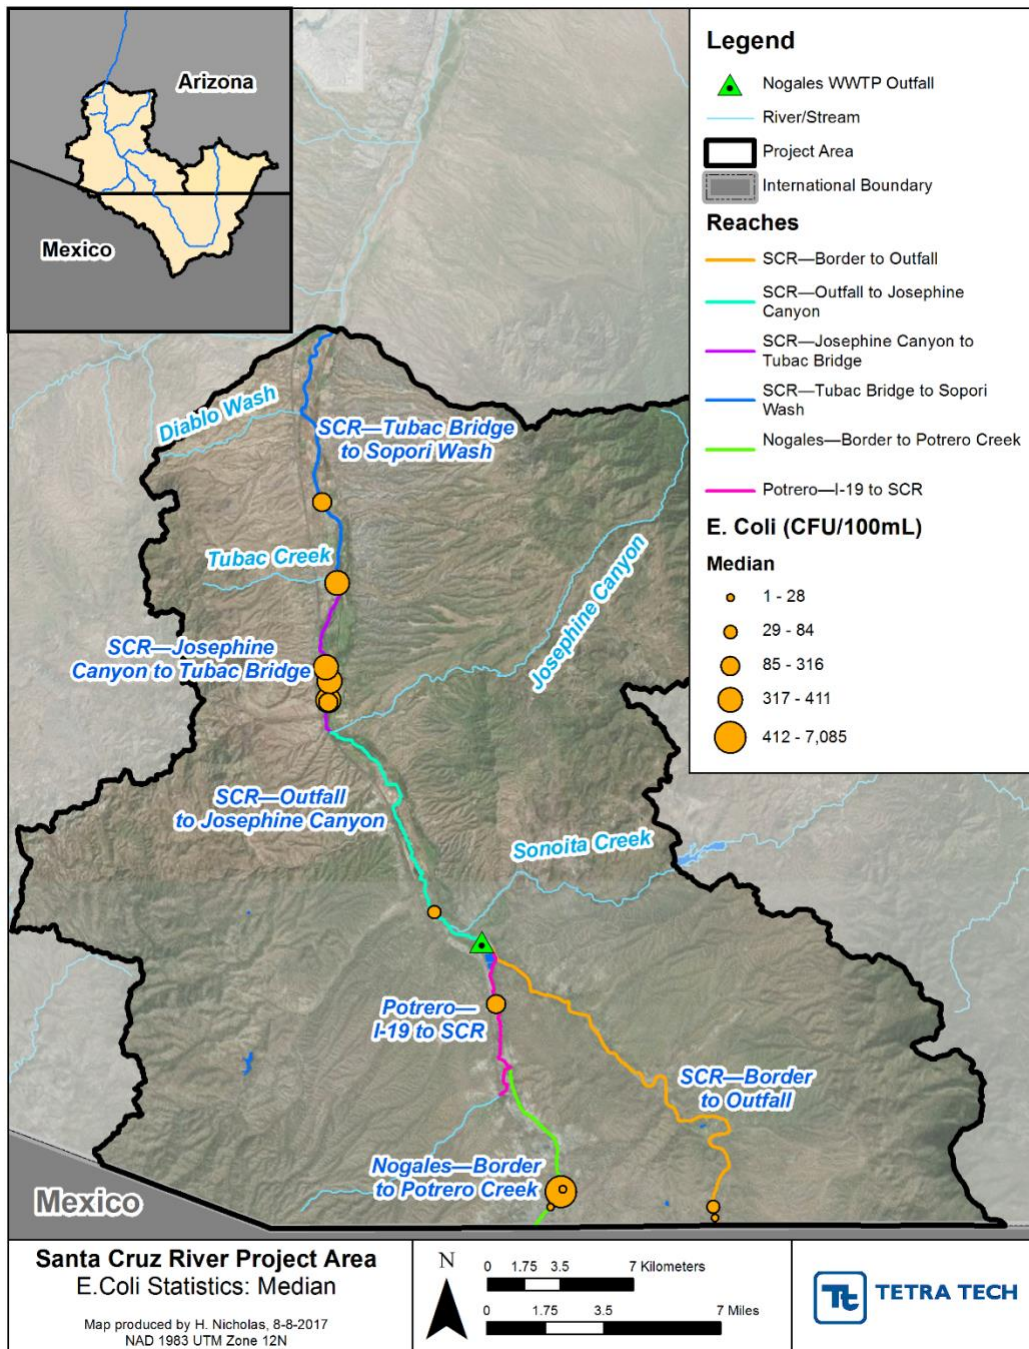 Arizona
Mexico
Legend
Nogales WWTP Outfall
River/Stream
Project Area
International Boundary
Reaches
SCR—Border to Outfall
SCR—Outfall to Josephine
Canyon
SCR—Josephine Canyon to
Tubac Bridge
SCR—Tubac Bridge to Sopori
Wash
Nogales—Border to Potrero Creek
Potrero—I-19 to SCR
E. Coli (CFU/100mL)
Median
1 - 28
29 - 84
85 - 316
317 - 411
412 - 7,085
Diablo Wash
SCR—Tubac Bridge
to Sopori Wash
Tubac Creek
Josephine Canyon
SCR—Josephine
Canyon to Tubac Bridge
SCR—Outfall
to Josephine Canyon
Sonoita Creek
Potrero—
I-19 to SCR
SCR—Border
to Outfall
Nogales—Border
to Potrero Creek
Mexico
Santa Cruz River Project Area
E.Coli Statistics: Median
Map produced by H. Nicholas, 8-8-2017
NAD 1983 UTM Zone 12N
N
0 1.75 3.5 7 Kilometers
0 1.75 3.5 7 Miles
Tt TETRA TECH